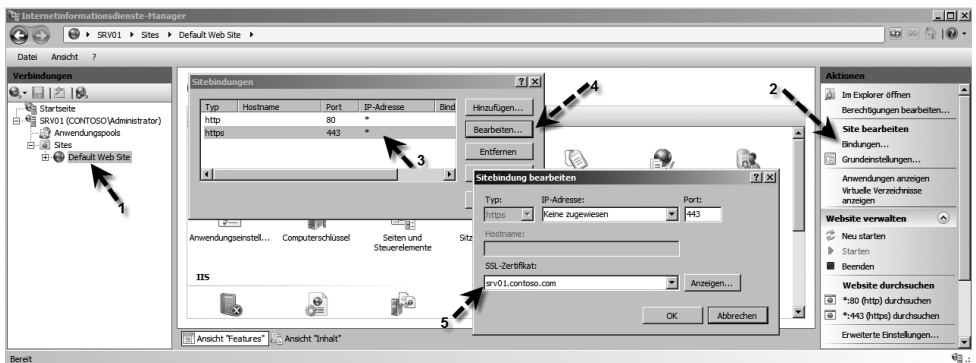 Internetinformationsdienste-Manager
SRV01 Sites Default Web Site
Datei Ansicht ?
Verbindungen
Startseite
SRV01 (CONTOSO\Administrator)
Anwendungspools
Sites
Default Web Site
1
Sitebindungen
Typ Hostname Port IP-Adresse Bind
http 80 *
https 443 *
Hinzufügen...
Bearbeiten...
Entfernen
3
4
Anwendungseinstell...
Computerschlüssel
Seiten und Steuerelemente
Sitz
IIS
Sitebindung bearbeiten
Typ: IP-Adresse: Port:
https Keine zugewiesen 443
Hostname:
SSL-Zertifikat:
srv01.contoso.com Anzeigen...
OK Abbrechen
5
Ansicht "Features" Ansicht "Inhalt"
Aktionen
2
Im Explorer öffnen
Berechtigungen bearbeiten...
Site bearbeiten
Bindungen...
Grundeinstellungen...
Anwendungen anzeigen
Virtuelle Verzeichnisse
anzeigen
Website verwalten
Neu starten
Starten
Beenden
Website durchsuchen
*:80 (http) durchsuchen
*:443 (https) durchsuchen
Erweiterte Einstellungen...
Bereit